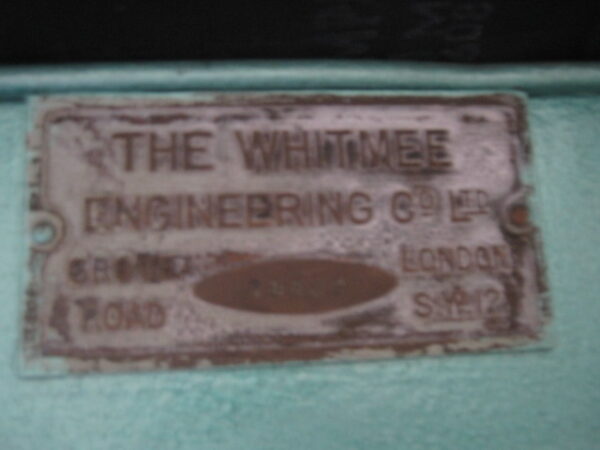 THE WHITMEE
ENGINEERING Co LTD
LONDON
ROAD S.W.12